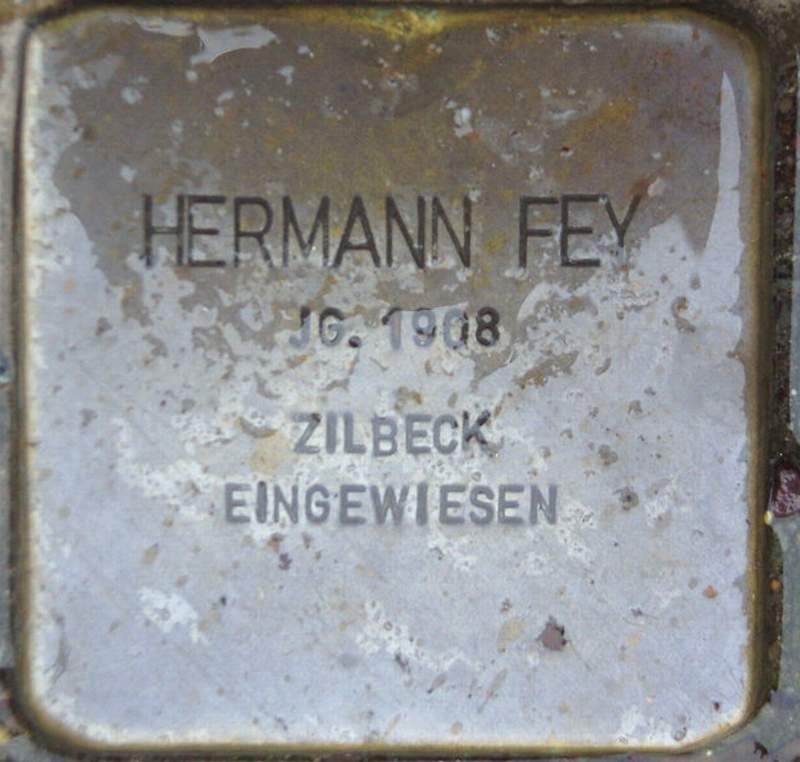 HERMANN FEY
JG. 1908
ZILBECK
EINGEWIESEN